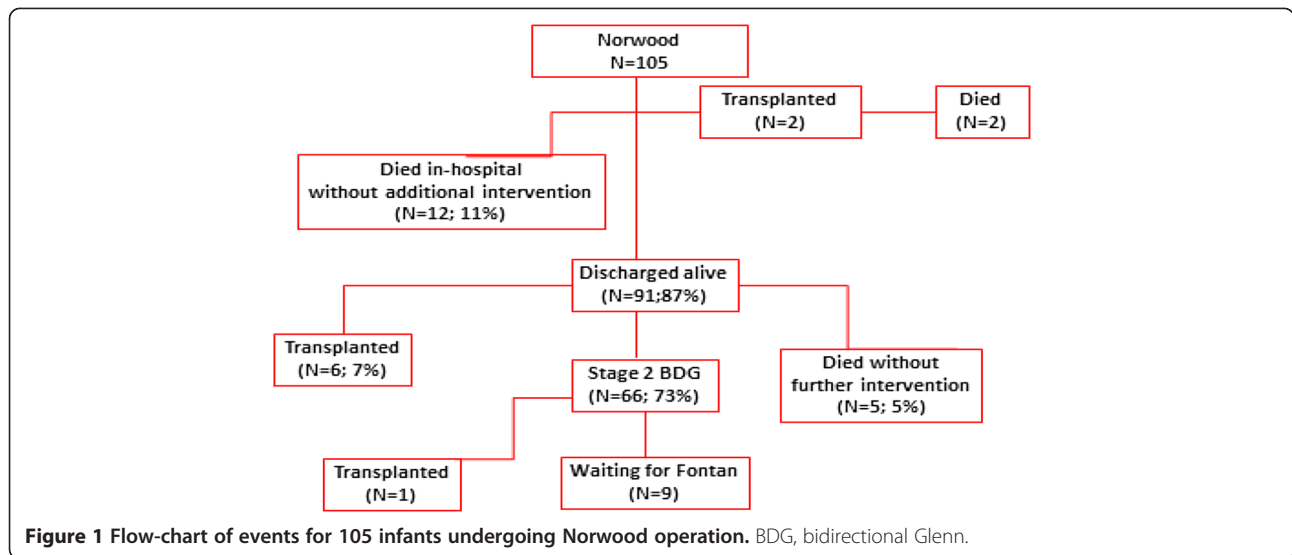 Norwood
N=105
Transplanted
(N=2)
Died
(N=2)
Died in-hospital
without additional intervention
(N=12; 11%)
Discharged alive
(N=91;87%)
Transplanted
(N=6; 7%)
Stage 2 BDG
(N=66; 73%)
Died without
further intervention
(N=5; 5%)
Transplanted
(N=1)
Waiting for Fontan
(N=9)
Figure 1 Flow-chart of events for 105 infants undergoing Norwood operation. BDG, bidirectional Glenn.